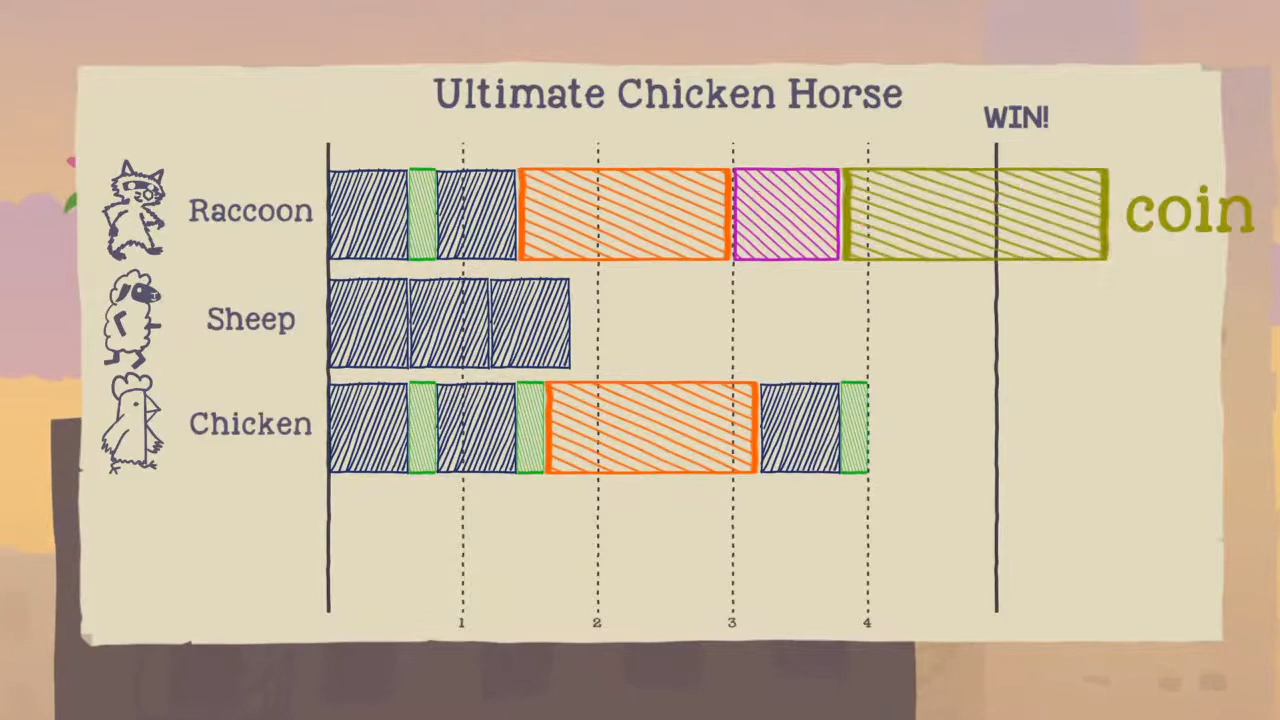 Ultimate Chicken Horse
WIN!
Raccoon
coin
Sheep
Chicken
1 2 3 4